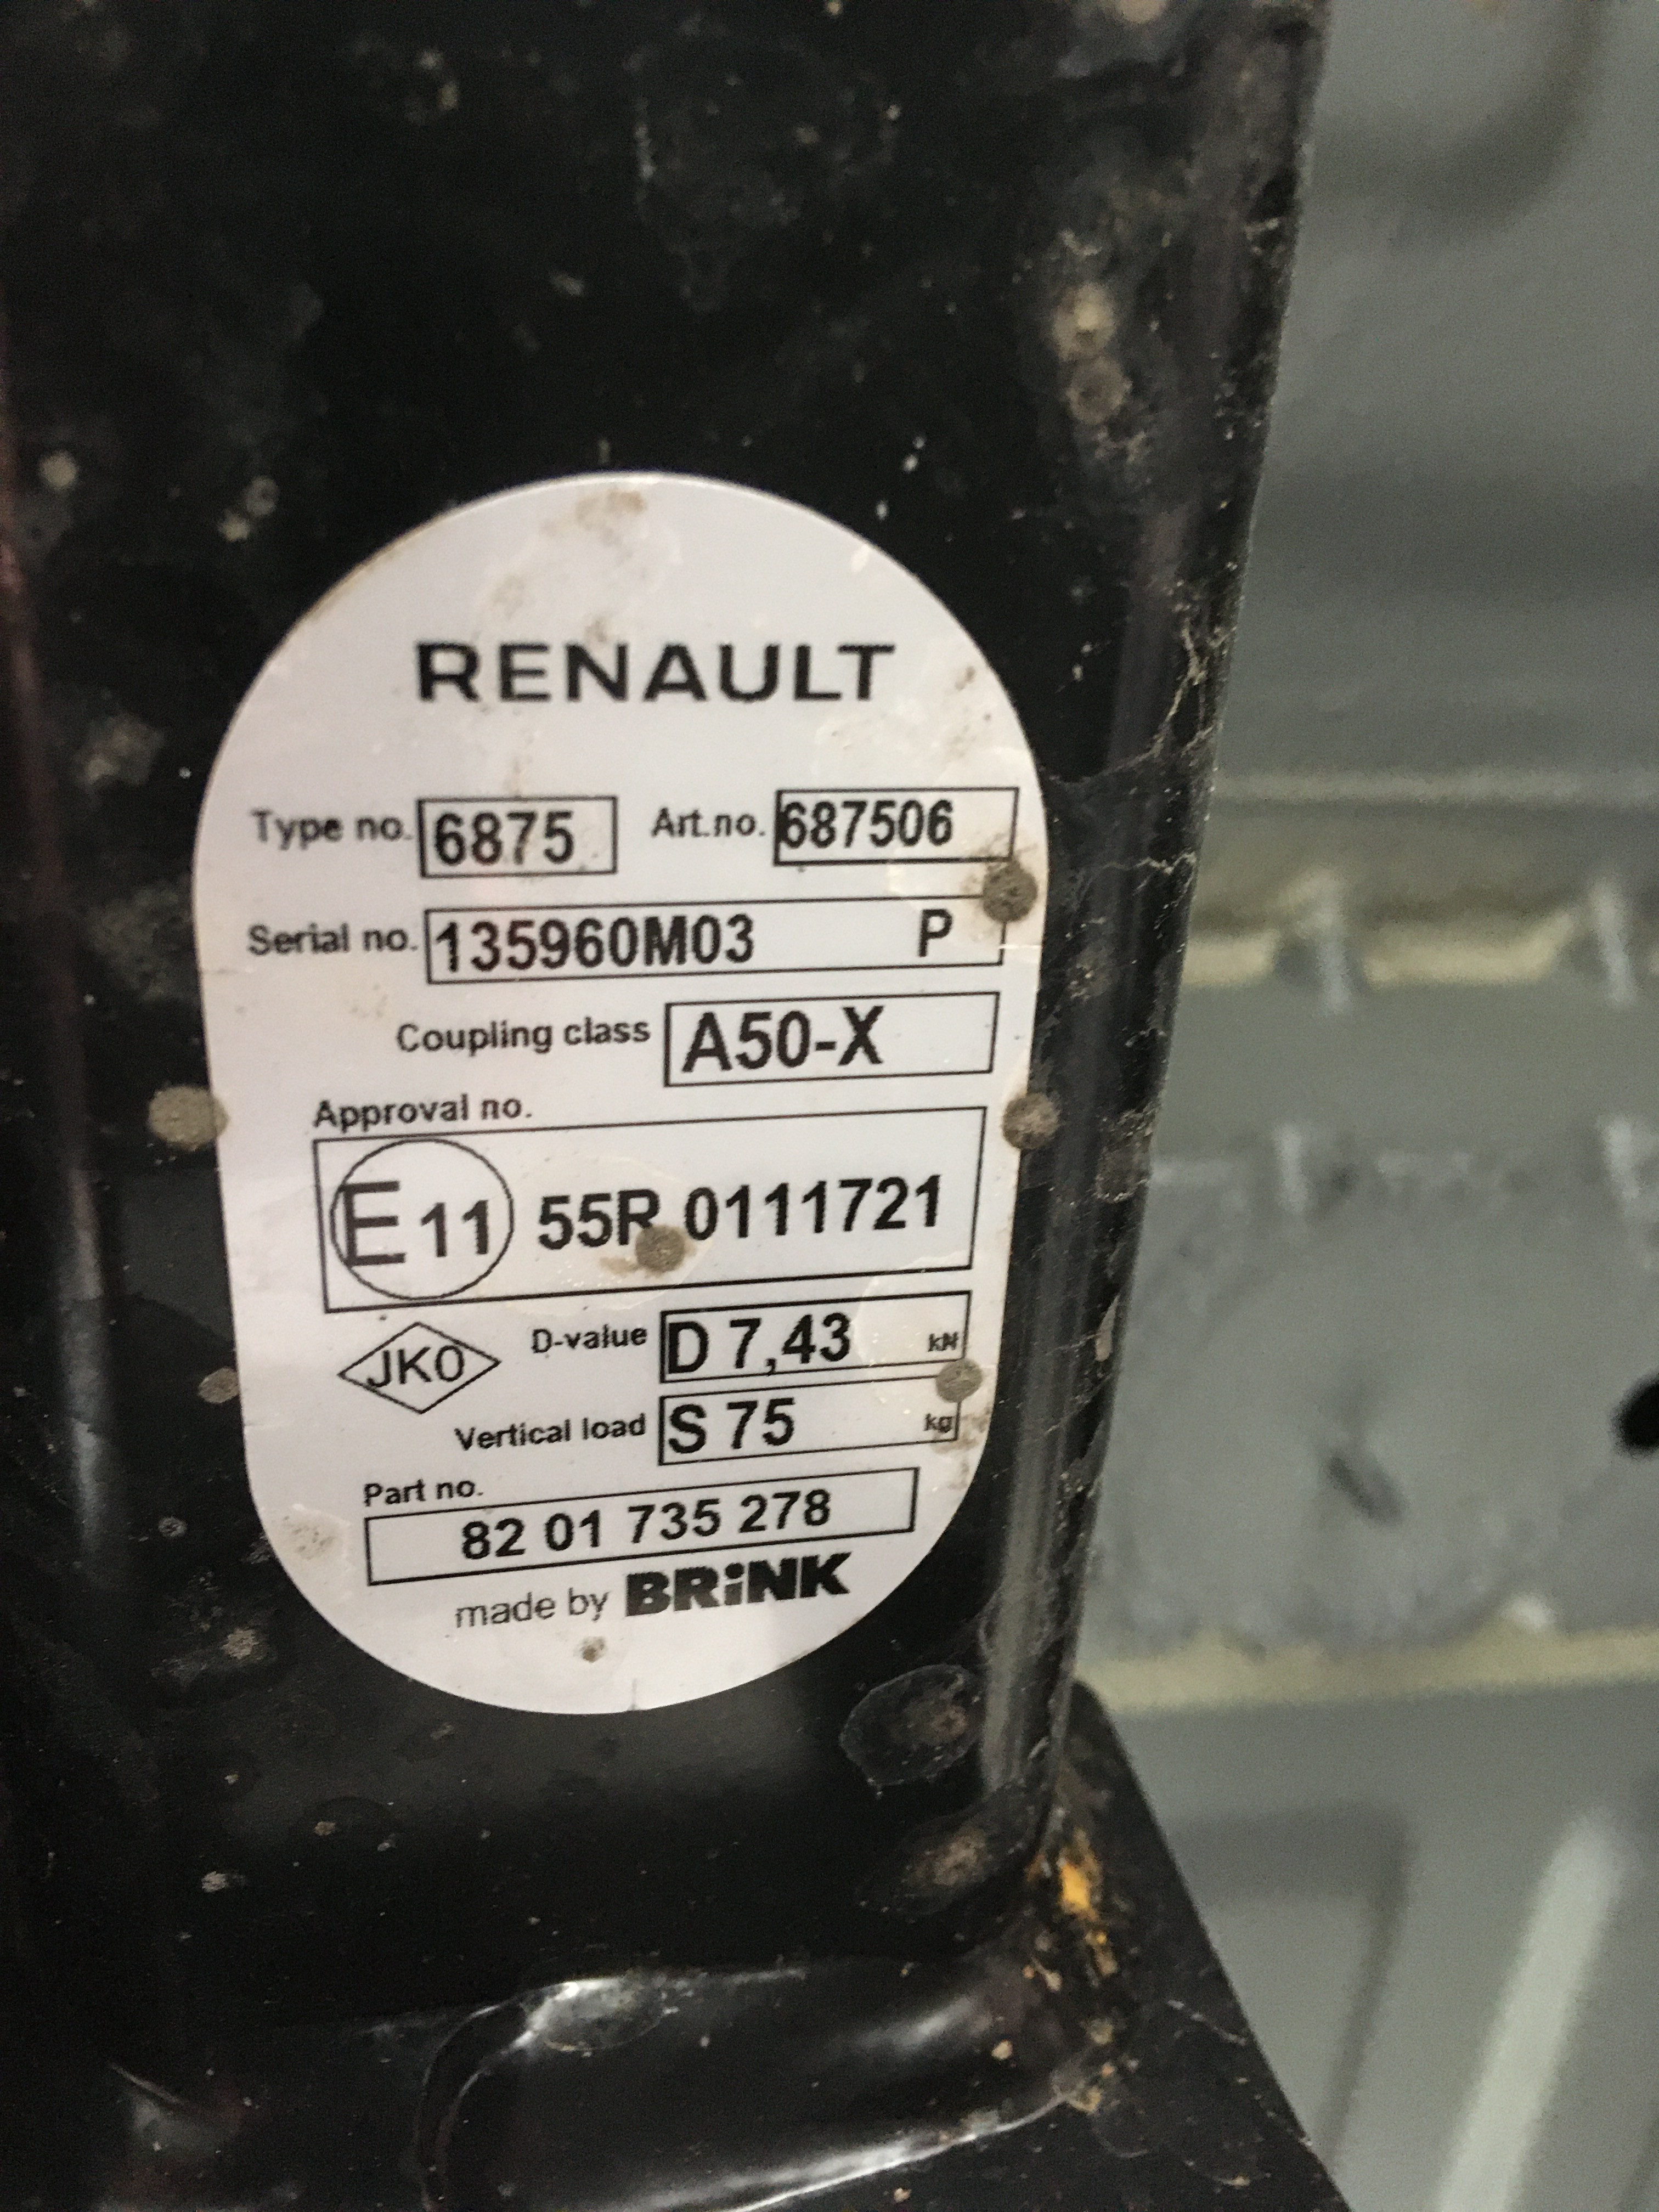 RENAULT
Type no. 6875 Art.no. 687506
Serial no. 135960M03 P
Coupling class A50-X
Approval no.
E 11 55R 0111721
JKO D-value D 7,43 kN
Vertical load S 75 kg
Part no.
82 01 735 278
made by BRiNK